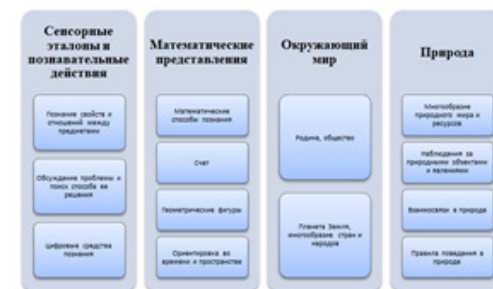 Сенсорные
эталоны и
познавательные
действия
Познание свойств и
отношений между
предметами
Обсуждение проблемы и
поиск способа ее
решения
Цифровые средства
познания
Математические
представления
Математические
способы познания
Счет
Геометрические фигуры
Ориентировка во
времени и пространстве
Окружающий
мир
Родина, общество
Планета Земля,
многообразие стран и
народов
Природа
Многообразие
природного мира и
ресурсов
Наблюдения за
природными объектами
и явлениями
Взаимосвязи в природе
Правила поведения в
природе